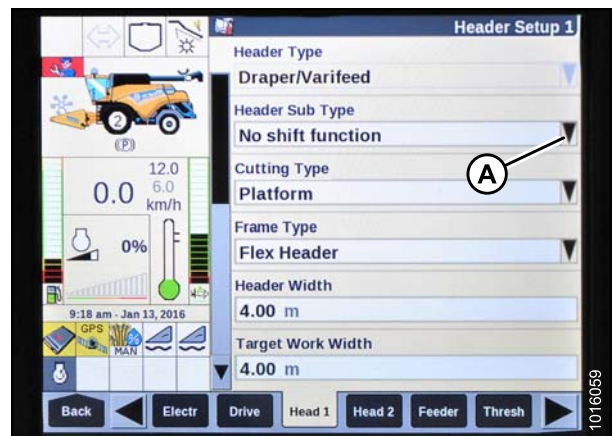 Header Setup 1
Header Type
Draper/Varifeed
Header Sub Type
No shift function
A
Cutting Type
Platform
Frame Type
Flex Header
Header Width
4.00 m
Target Work Width
4.00 m
2
(P)
12.0
0.0 6.0
km/h
0%
9:18 am - Jan 13, 2016
GPS
MAN
Back
Electr
Drive
Head 1
Head 2
Feeder
Thresh
1016059